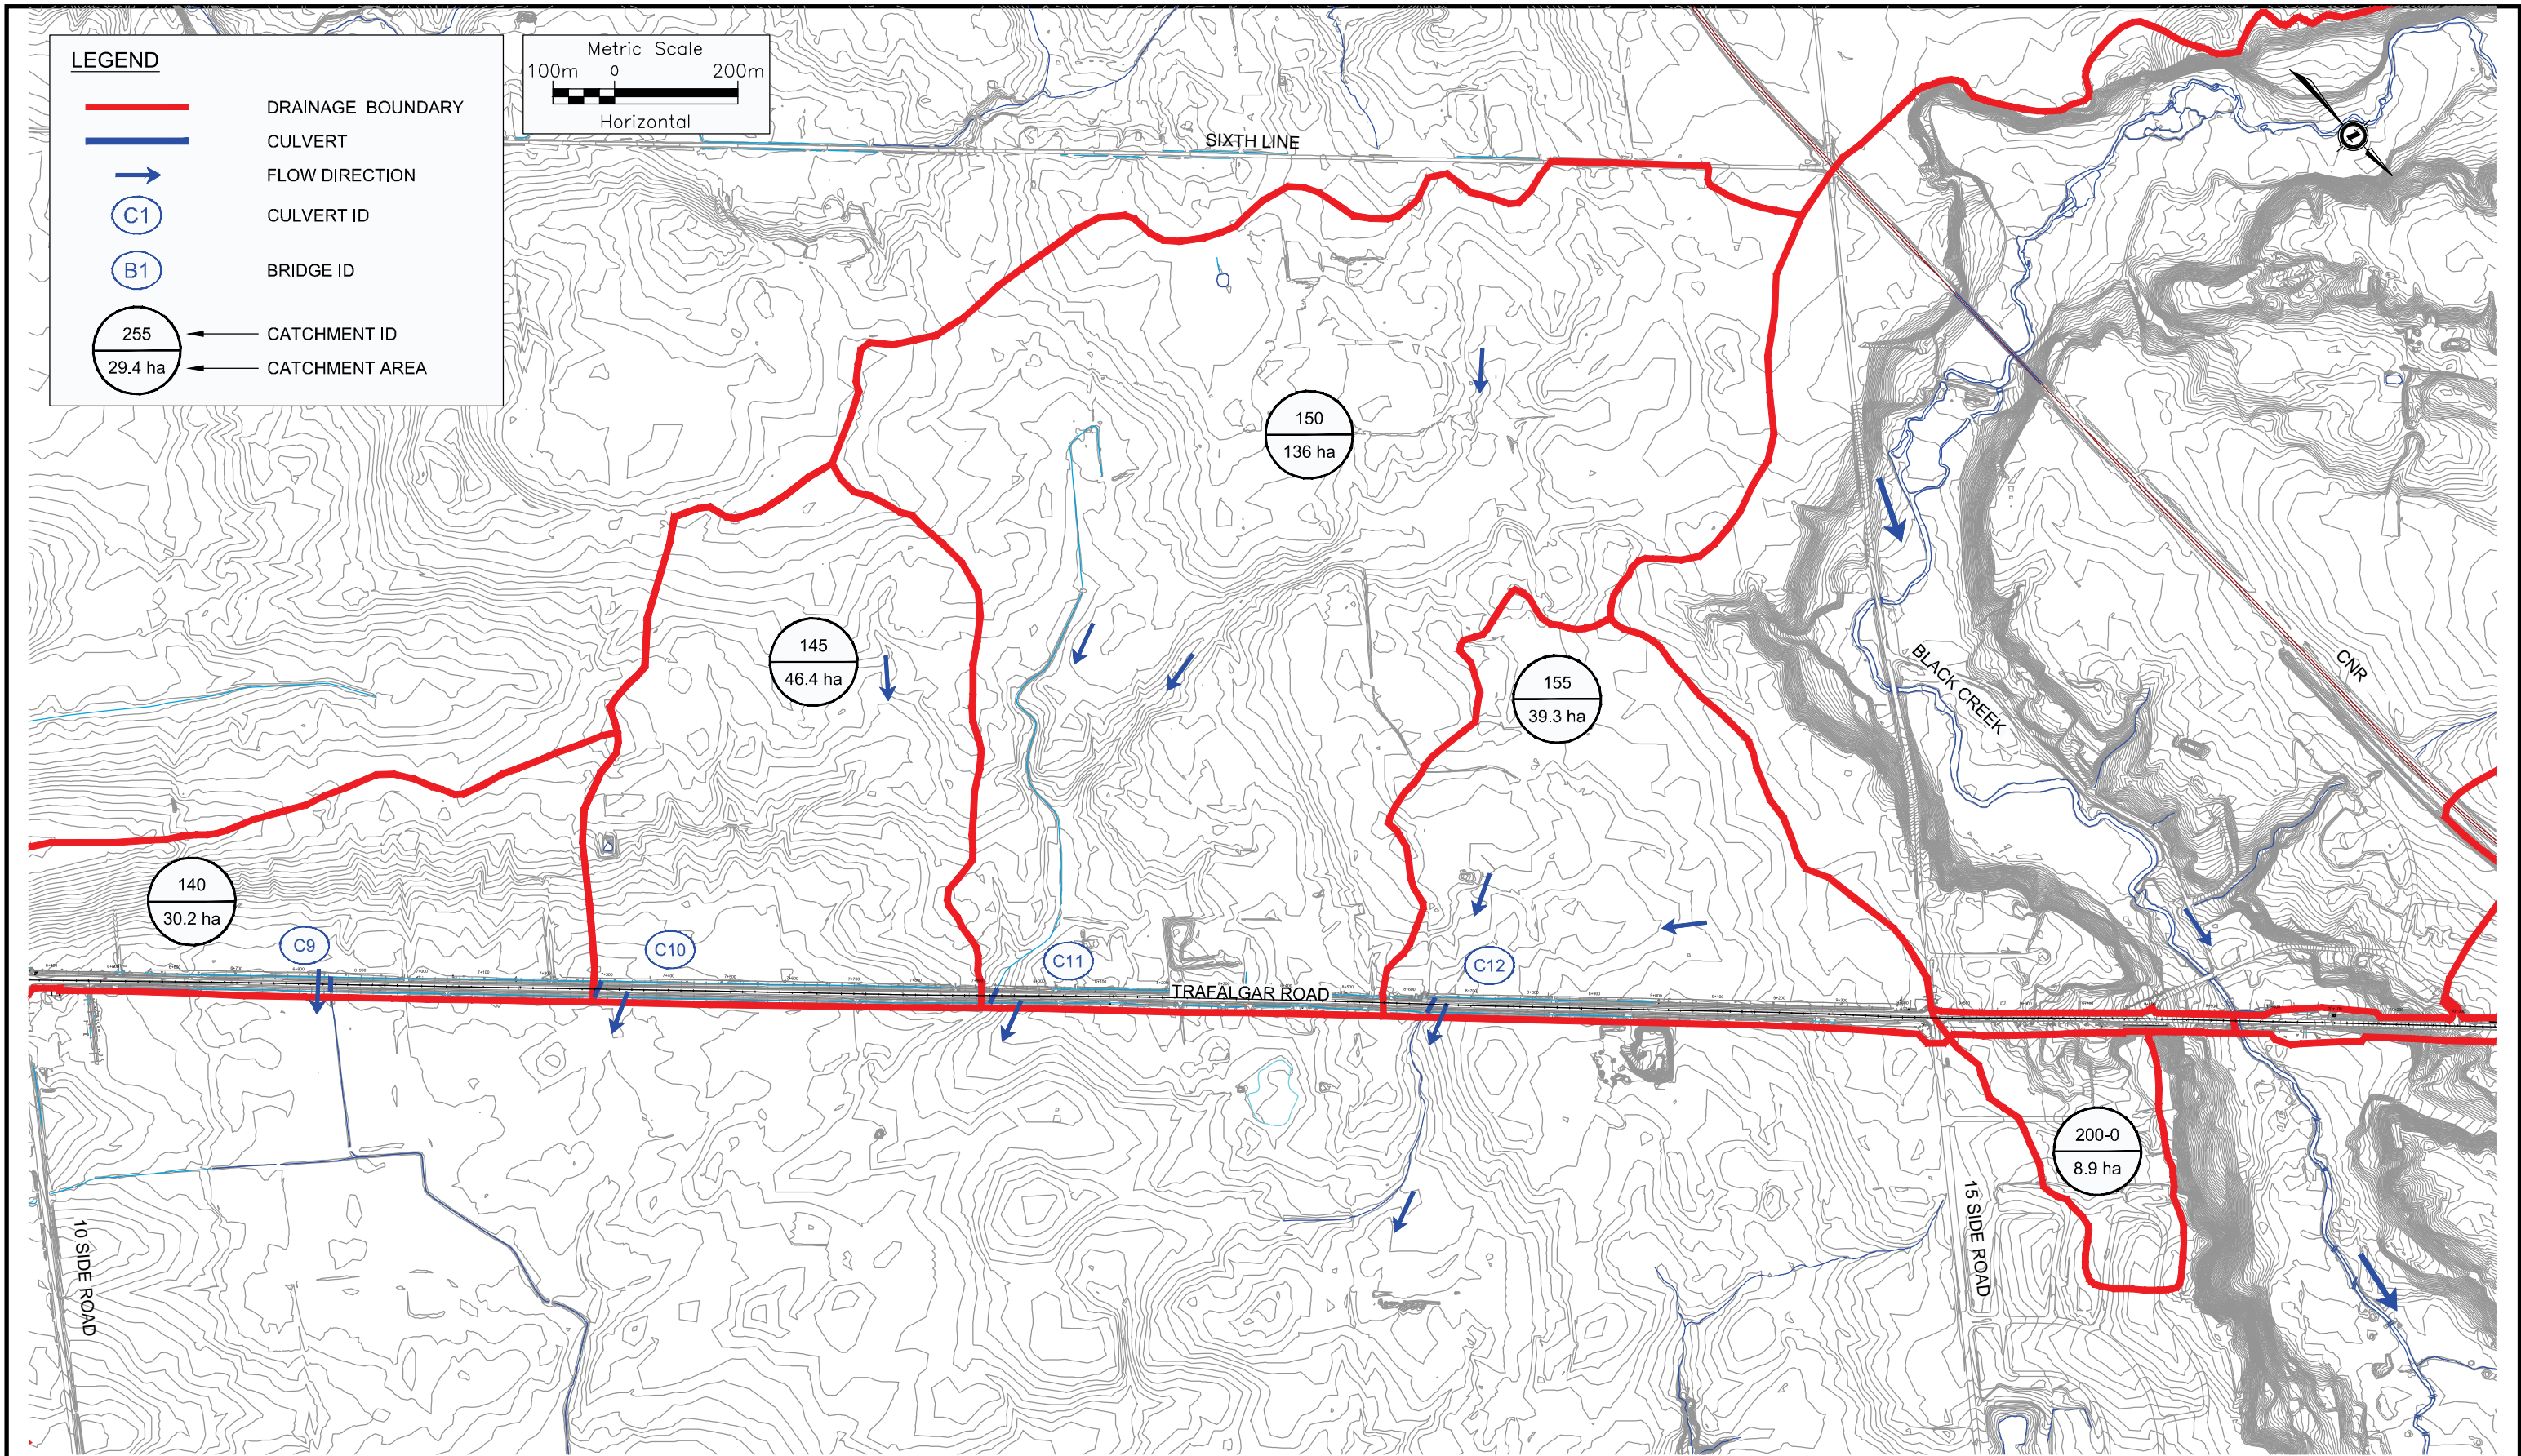 LEGEND
DRAINAGE BOUNDARY
CULVERT
FLOW DIRECTION
C1
CULVERT ID
B1
BRIDGE ID
255
CATCHMENT ID
29.4 ha
CATCHMENT AREA
Metric Scale
100m 0 200m
Horizontal
SIXTH LINE
150
136 ha
145
46.4 ha
155
39.3 ha
BLACK CREEK
CNR
140
30.2 ha
C9
C10
C11
C12
TRAFALGAR ROAD
200-0
8.9 ha
10 SIDE ROAD
15 SIDE ROAD